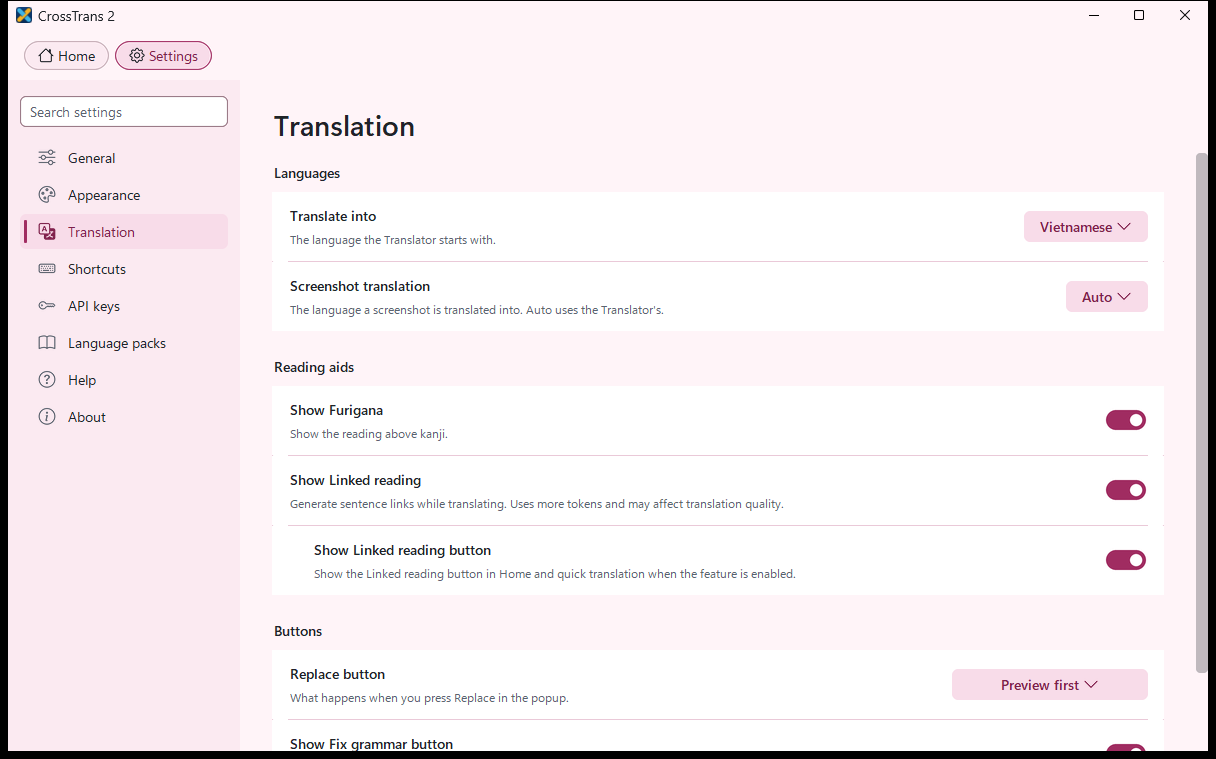 CrossTrans 2
Home
Settings
Search settings
General
Appearance
Translation
Shortcuts
API keys
Language packs
Help
About
Translation
Languages
Translate into
The language the Translator starts with.
Vietnamese
Screenshot translation
The language a screenshot is translated into. Auto uses the Translator's.
Auto
Reading aids
Show Furigana
Show the reading above kanji.
Show Linked reading
Generate sentence links while translating. Uses more tokens and may affect translation quality.
Show Linked reading button
Show the Linked reading button in Home and quick translation when the feature is enabled.
Buttons
Replace button
What happens when you press Replace in the popup.
Preview first
Show Fix grammar button